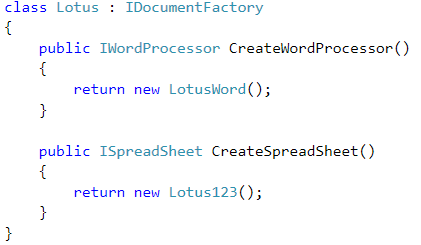 class Lotus : IDocumentFactory
{
    public IWordProcessor CreateWordProcessor()
    {
        return new LotusWord();
    }

    public ISpreadSheet CreateSpreadSheet()
    {
        return new Lotus123();
    }
}